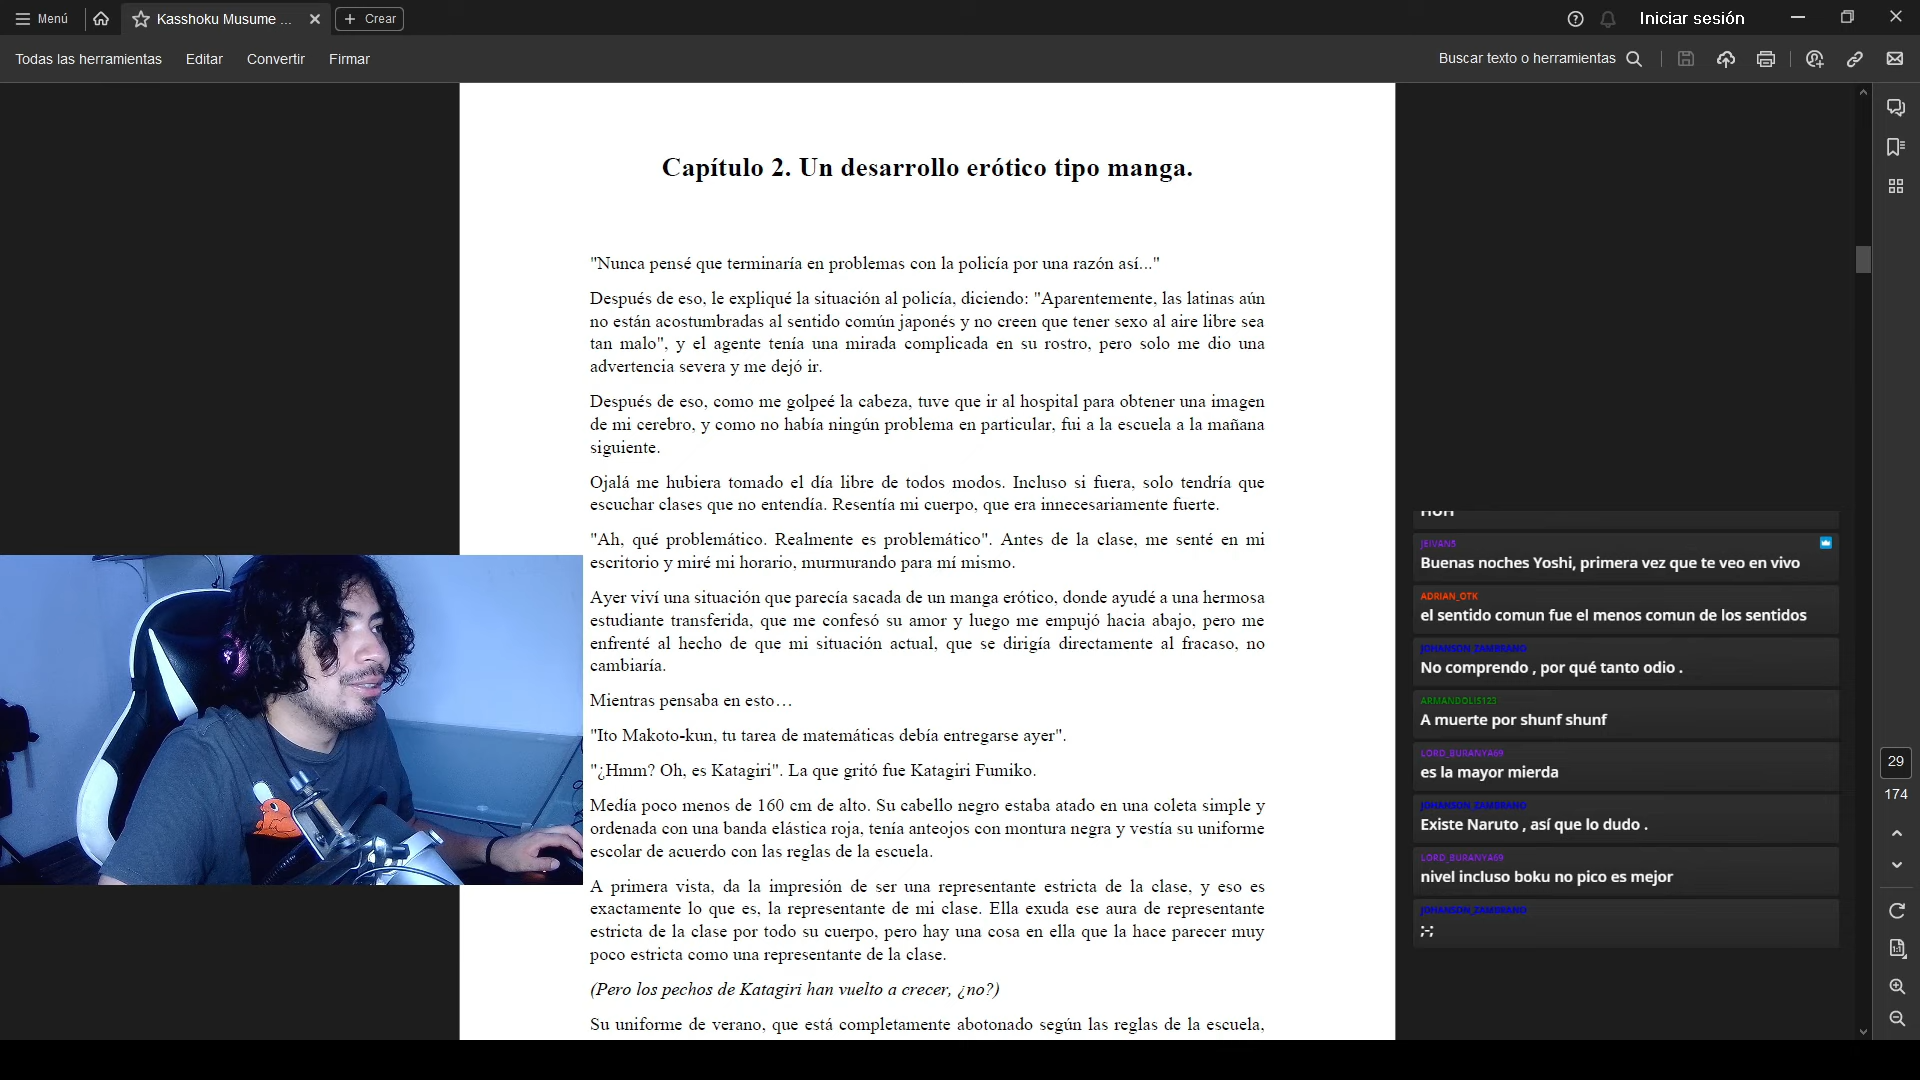 Menú
Kasshoku Musume ...
Crear
Iniciar sesión
Todas las herramientas
Editar
Convertir
Firmar
Buscar texto o herramientas
Capítulo 2. Un desarrollo erótico tipo manga.
"Nunca pensé que terminaría en problemas con la policía por una razón así..."
Después de eso, le expliqué la situación al policía, diciendo: "Aparentemente, las latinas aún
no están acostumbradas al sentido común japonés y no creen que tener sexo al aire libre sea
tan malo", y el agente tenía una mirada complicada en su rostro, pero solo me dio una
advertencia severa y me dejó ir.
Después de eso, como me golpeé la cabeza, tuve que ir al hospital para obtener una imagen
de mi cerebro, y como no había ningún problema en particular, fui a la escuela a la mañana
siguiente.
Ojalá me hubiera tomado el día libre de todos modos. Incluso si fuera, solo tendría que
escuchar clases que no entendía. Resentía mi cuerpo, que era innecesariamente fuerte.
"Ah, qué problemático. Realmente es problemático". Antes de la clase, me senté en mi
escritorio y miré mi horario, murmurando para mí mismo.
Ayer viví una situación que parecía sacada de un manga erótico, donde ayudé a una hermosa
estudiante transferida, que me confesó su amor y luego me empujó hacia abajo, pero me
enfrenté al hecho de que mi situación actual, que se dirigía directamente al fracaso, no
cambiaría.
Mientras pensaba en esto…
"Ito Makoto-kun, tu tarea de matemáticas debía entregarse ayer".
"¿Hmm? Oh, es Katagiri". La que gritó fue Katagiri Fumiko.
Medía poco menos de 160 cm de alto. Su cabello negro estaba atado en una coleta simple y
ordenada con una banda elástica roja, tenía anteojos con montura negra y vestía su uniforme
escolar de acuerdo con las reglas de la escuela.
A primera vista, da la impresión de ser una representante estricta de la clase, y eso es
exactamente lo que es, la representante de mi clase. Ella exuda ese aura de representante
estricta de la clase por todo su cuerpo, pero hay una cosa en ella que la hace parecer muy
poco estricta como una representante de la clase.
(Pero los pechos de Katagiri han vuelto a crecer, ¿no?)
Su uniforme de verano, que está completamente abotonado según las reglas de la escuela,
JEIVANS
Buenas noches Yoshi, primera vez que te veo en vivo
ADRIAN_OTK
el sentido comun fue el menos comun de los sentidos
JOHANSON_ZAMBRANO
No comprendo , por qué tanto odio .
ARMANDOLIS123
A muerte por shunf shunf
LORD_BURANYA69
es la mayor mierda
JOHANSON_ZAMBRANO
Existe Naruto , así que lo dudo .
LORD_BURANYA69
nivel incluso boku no pico es mejor
JOHANSON_ZAMBRANO
;-;
29
174